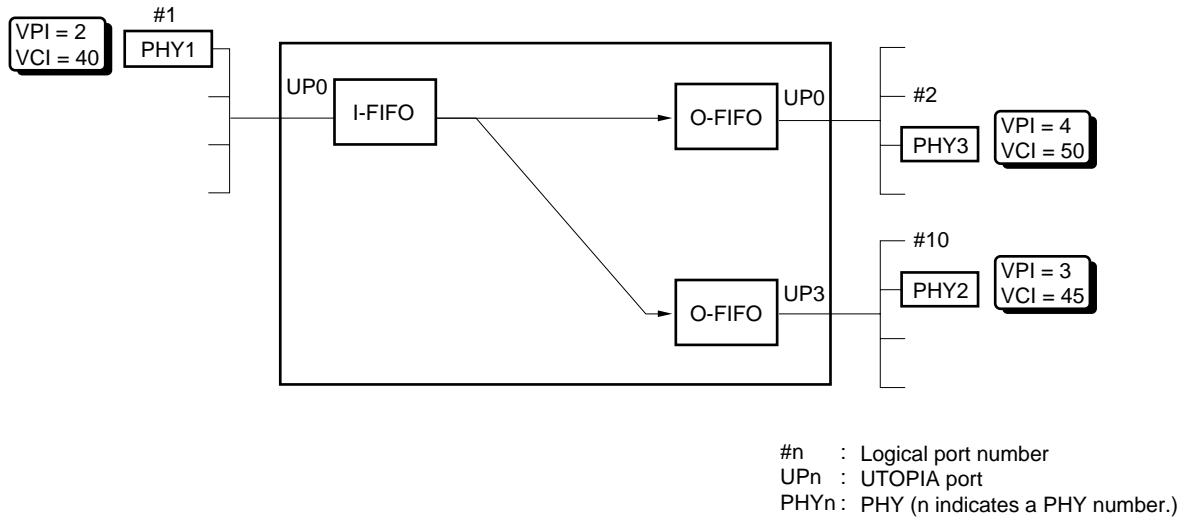 #1
VPI = 2
VCI = 40
PHY1
UP0
I-FIFO
O-FIFO
UP0
#2
PHY3
VPI = 4
VCI = 50
#10
O-FIFO
UP3
PHY2
VPI = 3
VCI = 45
#n : Logical port number
UPn : UTOPIA port
PHYn : PHY (n indicates a PHY number.)